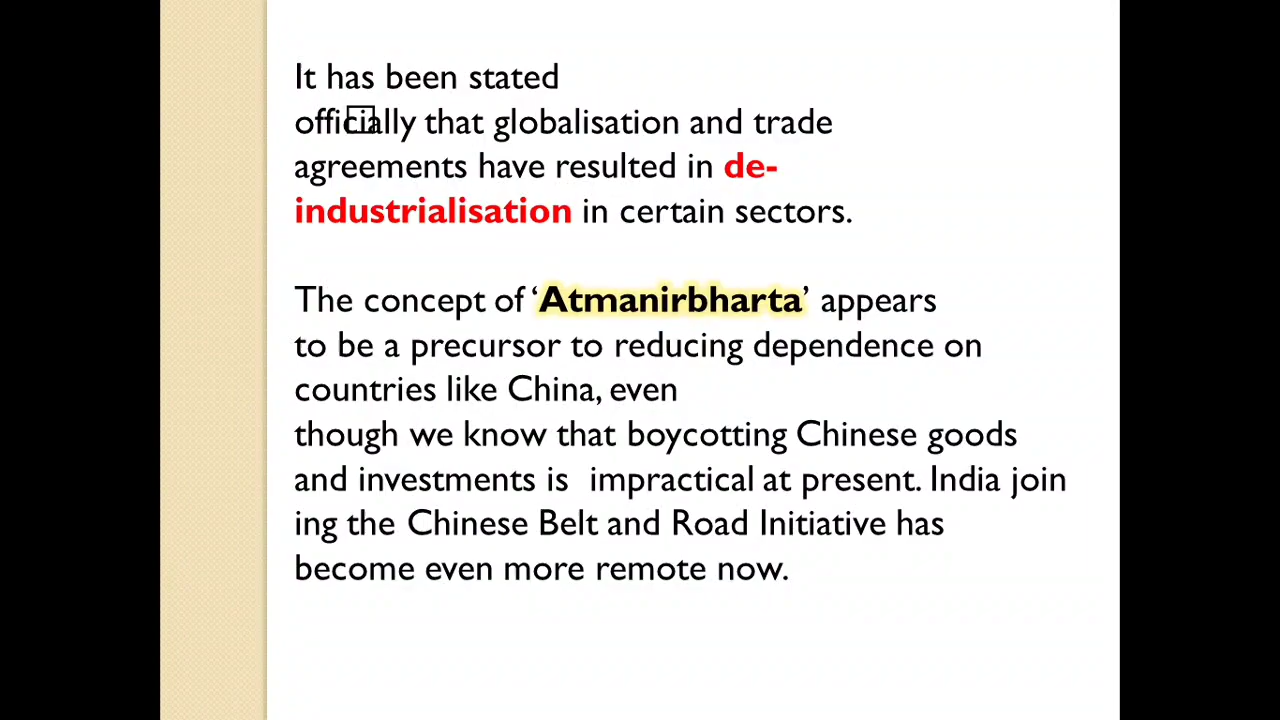 It has been stated
officially that globalisation and trade
agreements have resulted in de-
industrialisation in certain sectors.
The concept of ‘Atmanirbharta’ appears
to be a precursor to reducing dependence on
countries like China, even
though we know that boycotting Chinese goods
and investments is  impractical at present. India join
ing the Chinese Belt and Road Initiative has
become even more remote now.